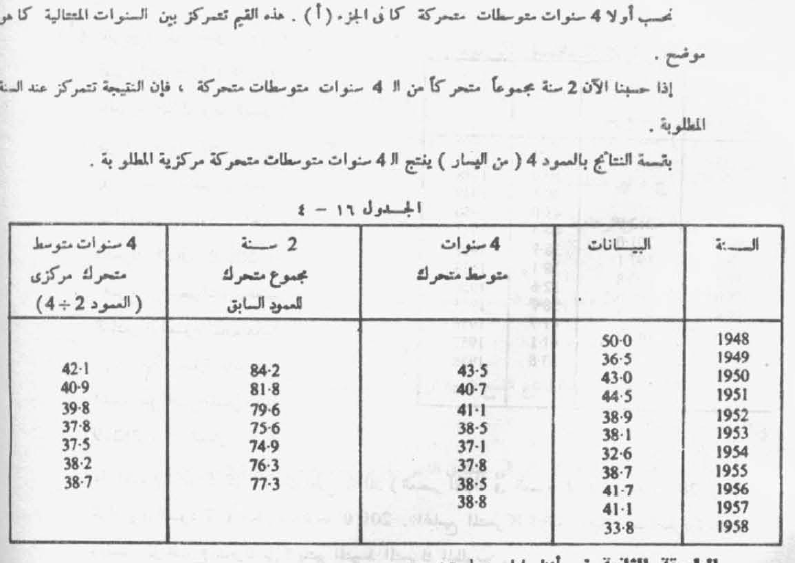 نحسب أولا 4 سنوات متوسطات متحركة كما فى الجزء ( أ ) . هذه القيم تتمركز بين السنوات المتتالية كما هو
موضح .
إذا حسبنا الآن 2 سنة مجموعاً متحركاً من الـ 4 سنوات متوسطات متحركة ، فإن النتيجة تتمركز عند السنة
المطلوبة .
بقسمة النتائج بالعمود 4 ( من اليسار ) ينتج الـ 4 سنوات متوسطات متحركة مركزية المطلوبة .
الجدول ١٦ – ٤
السنة البيانات 4 سنوات 2 سنة 4 سنوات متوسط
متوسط متحرك مجموع متحرك متحرك مركزى
للعمود السابق ( العمود 2 ÷ 4 )
1948 50·0
1949 36·5
1950 43·0 43·5 84·2 42·1
1951 44·5 40·7 81·8 40·9
1952 38·9 41·1 79·6 39·8
1953 38·1 38·5 75·6 37·8
1954 32·6 37·1 74·9 37·5
1955 38·7 37·8 76·3 38·2
1956 41·7 38·5 77·3 38·7
1957 41·1 38·8
1958 33·8